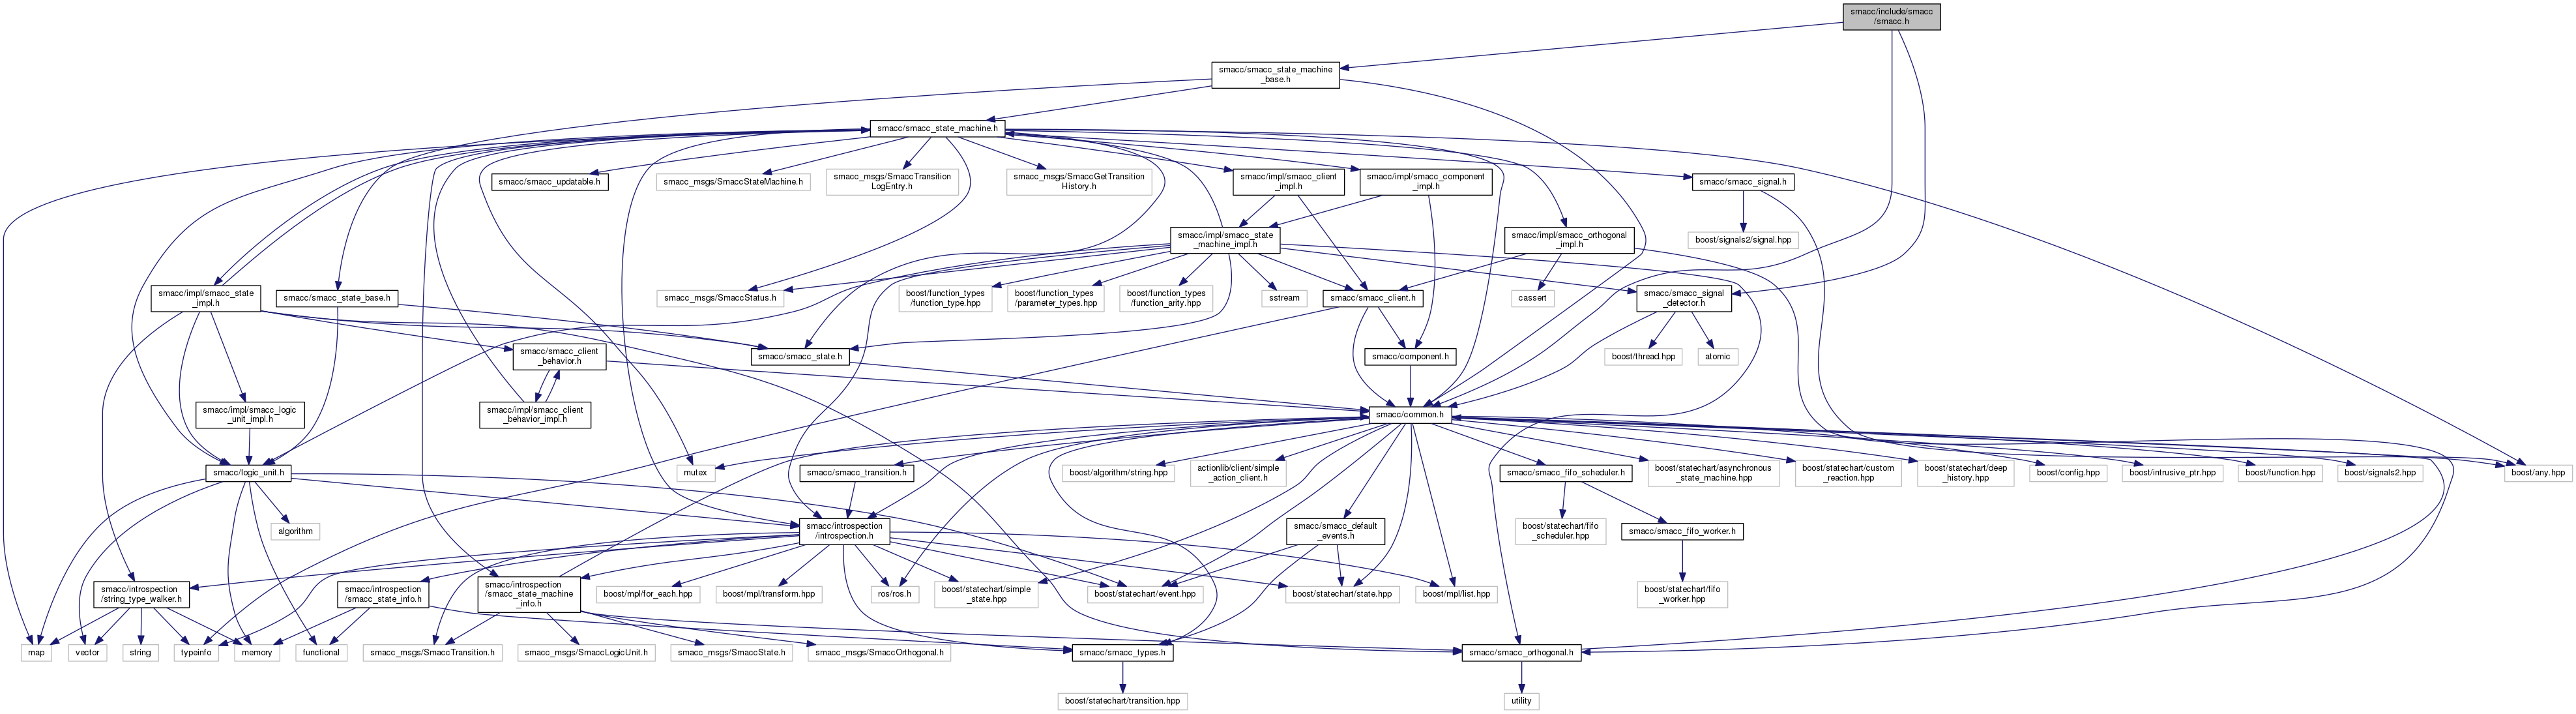 smacc/include/smacc
/smacc.h
smacc/smacc_state_machine
_base.h
smacc/smacc_state_machine.h
smacc/smacc_updatable.h
smacc_msgs/SmaccStateMachine.h
smacc_msgs/SmaccTransition
LogEntry.h
smacc_msgs/SmaccGetTransition
History.h
smacc/impl/smacc_client
_impl.h
smacc/impl/smacc_component
_impl.h
smacc/smacc_signal.h
smacc/impl/smacc_state
_machine_impl.h
smacc/impl/smacc_orthogonal
_impl.h
boost/signals2/signal.hpp
smacc/impl/smacc_state
_impl.h
smacc/smacc_state_base.h
smacc_msgs/SmaccStatus.h
boost/function_types
/function_type.hpp
boost/function_types
/parameter_types.hpp
boost/function_types
/function_arity.hpp
sstream
smacc/smacc_client.h
cassert
smacc/smacc_signal
_detector.h
smacc/smacc_client
_behavior.h
smacc/smacc_state.h
smacc/component.h
boost/thread.hpp
atomic
smacc/impl/smacc_logic
_unit_impl.h
smacc/impl/smacc_client
_behavior_impl.h
smacc/common.h
smacc/logic_unit.h
mutex
smacc/smacc_transition.h
boost/algorithm/string.hpp
actionlib/client/simple
_action_client.h
smacc/smacc_fifo_scheduler.h
boost/statechart/asynchronous
_state_machine.hpp
boost/statechart/custom
_reaction.hpp
boost/statechart/deep
_history.hpp
boost/config.hpp
boost/intrusive_ptr.hpp
boost/function.hpp
boost/signals2.hpp
boost/any.hpp
algorithm
smacc/introspection
/introspection.h
smacc/smacc_default
_events.h
boost/statechart/fifo
_scheduler.hpp
smacc/smacc_fifo_worker.h
smacc/introspection
/string_type_walker.h
smacc/introspection
/smacc_state_info.h
smacc/introspection
/smacc_state_machine
_info.h
boost/mpl/for_each.hpp
boost/mpl/transform.hpp
ros/ros.h
boost/statechart/simple
_state.hpp
boost/statechart/event.hpp
boost/statechart/state.hpp
boost/mpl/list.hpp
boost/statechart/fifo
_worker.hpp
map
vector
string
typeinfo
memory
functional
smacc_msgs/SmaccTransition.h
smacc_msgs/SmaccLogicUnit.h
smacc_msgs/SmaccState.h
smacc_msgs/SmaccOrthogonal.h
smacc/smacc_types.h
smacc/smacc_orthogonal.h
boost/statechart/transition.hpp
utility